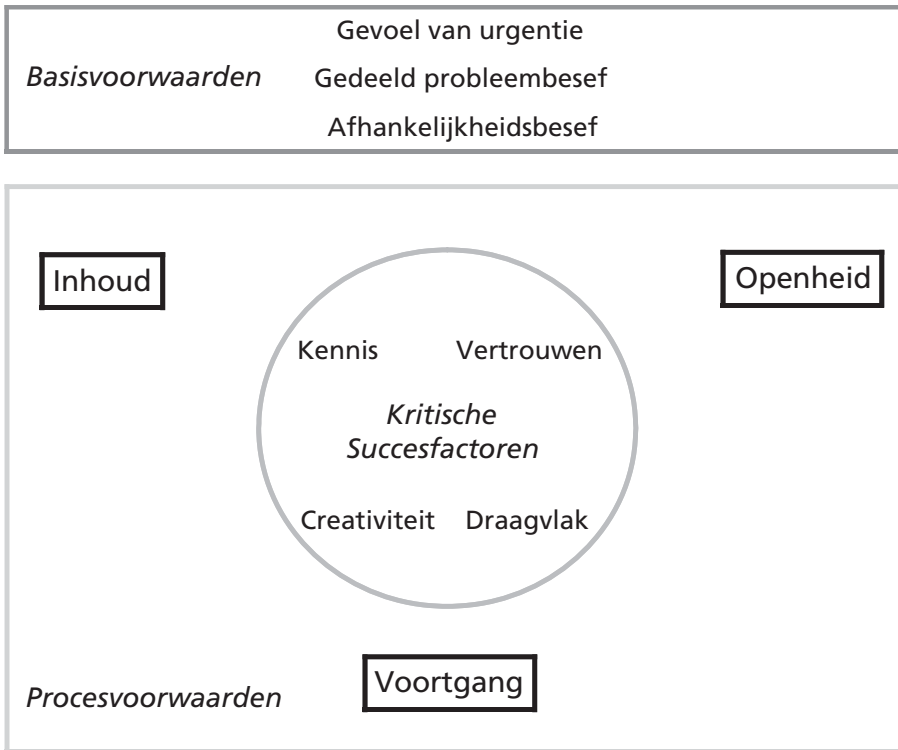 Gevoel van urgentie
Basisvoorwaarden
Gedeeld probleembesef
Afhankelijkheidsbesef
Inhoud
Openheid
Kennis
Vertrouwen
Kritische
Succesfactoren
Creativiteit
Draagvlak
Voortgang
Procesvoorwaarden